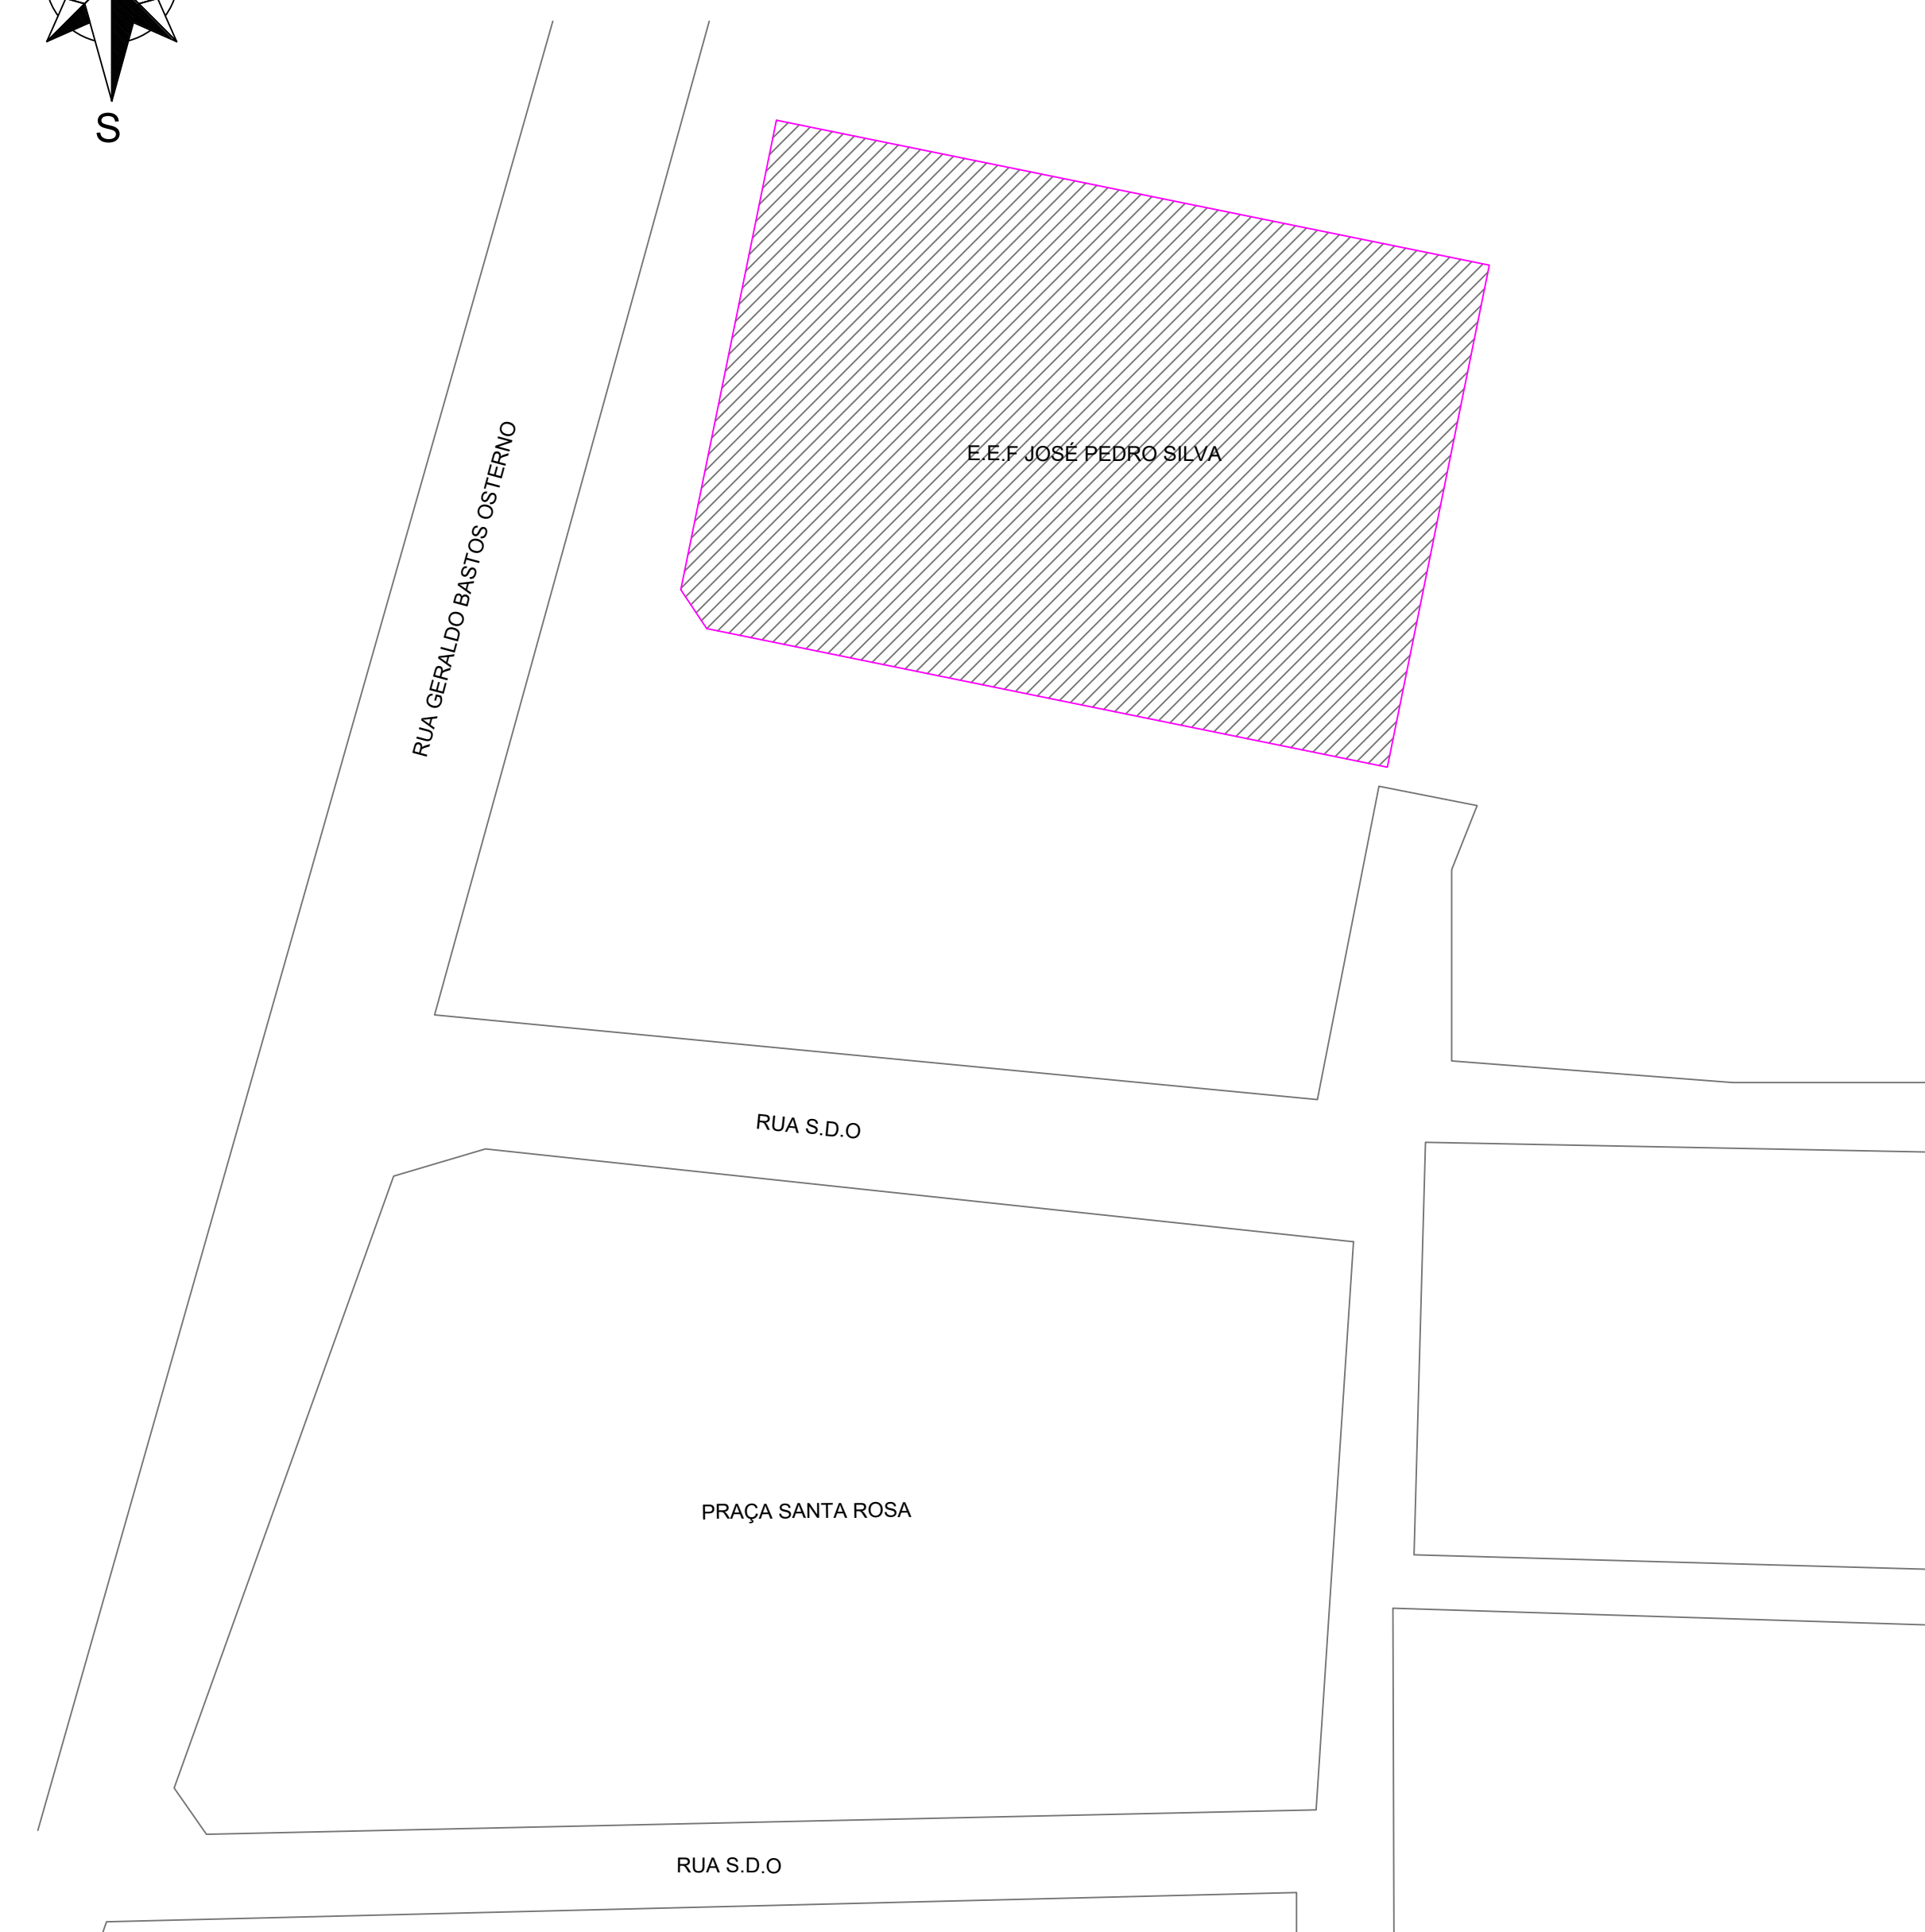 S
E.E.F JOSÉ PEDRO SILVA
RUA GERALDO BASTOS OSTERNO
RUA S.D.O
PRAÇA SANTA ROSA
RUA S.D.O